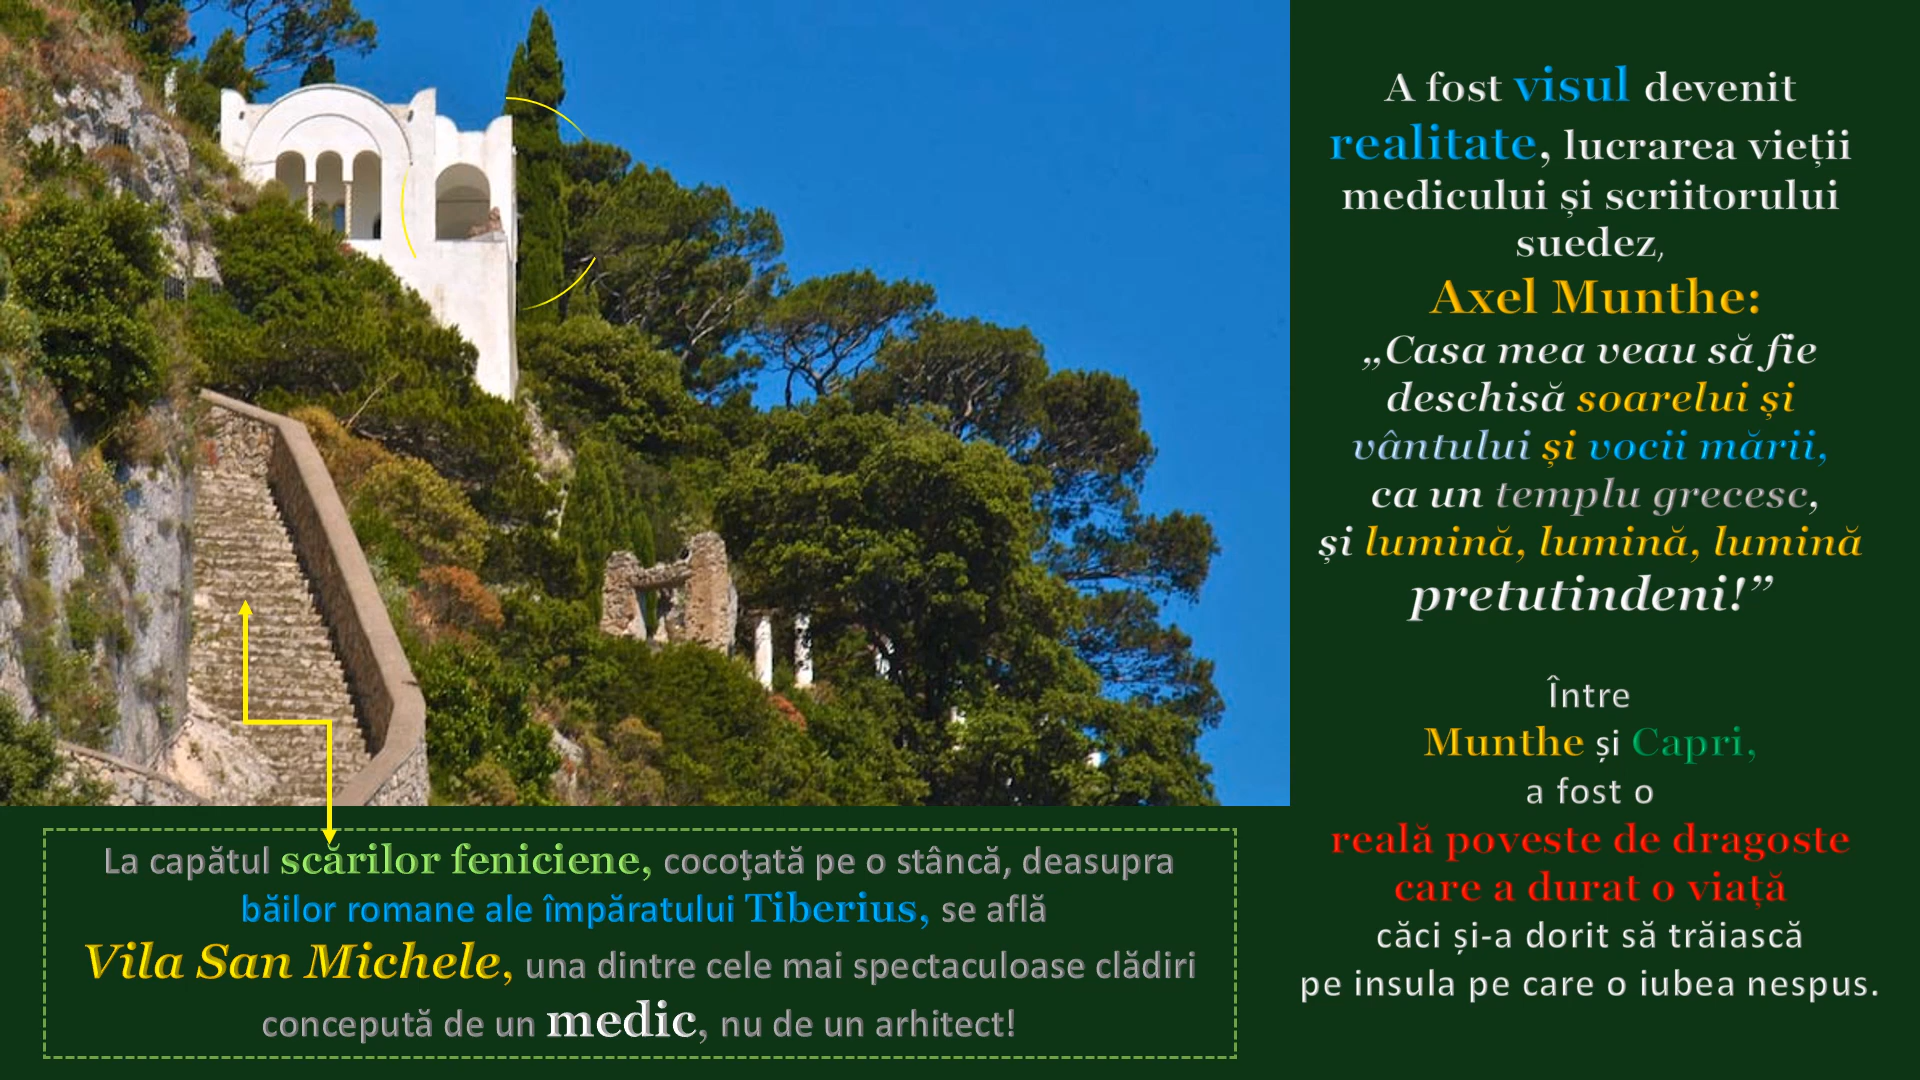 A fost visul devenit
realitate, lucrarea vieții
medicului și scriitorului
suedez,
Axel Munthe:
„Casa mea veau să fie
deschisă soarelui și
vântului și vocii mării,
ca un templu grecesc,
și lumină, lumină, lumină
pretutindeni!”
Între
Munthe și Capri,
a fost o
reală poveste de dragoste
care a durat o viață
căci și-a dorit să trăiască
pe insula pe care o iubea nespus.
La capătul scărilor feniciene, cocoţată pe o stâncă, deasupra
băilor romane ale împăratului Tiberius, se află
Vila San Michele, una dintre cele mai spectaculoase clădiri
concepută de un medic, nu de un arhitect!